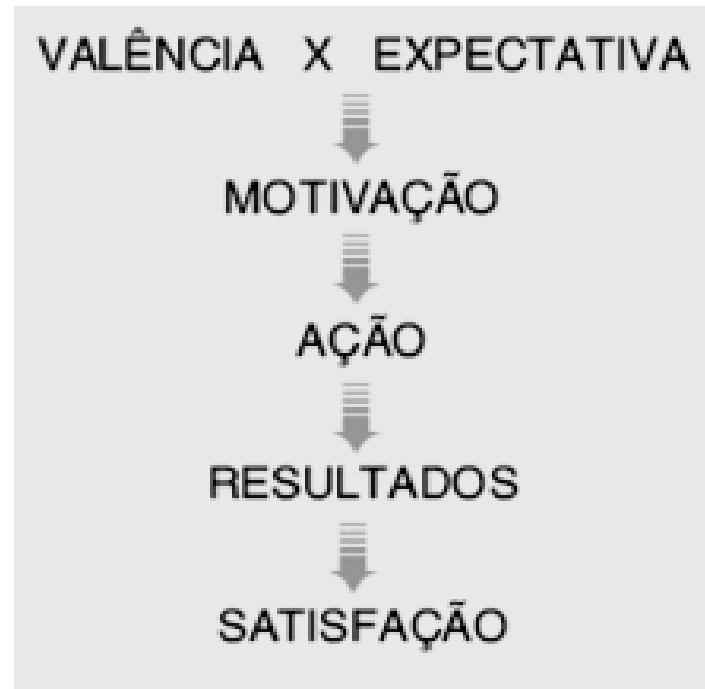 VALÊNCIA X EXPECTATIVA
MOTIVAÇÃO
AÇÃO
RESULTADOS
SATISFAÇÃO